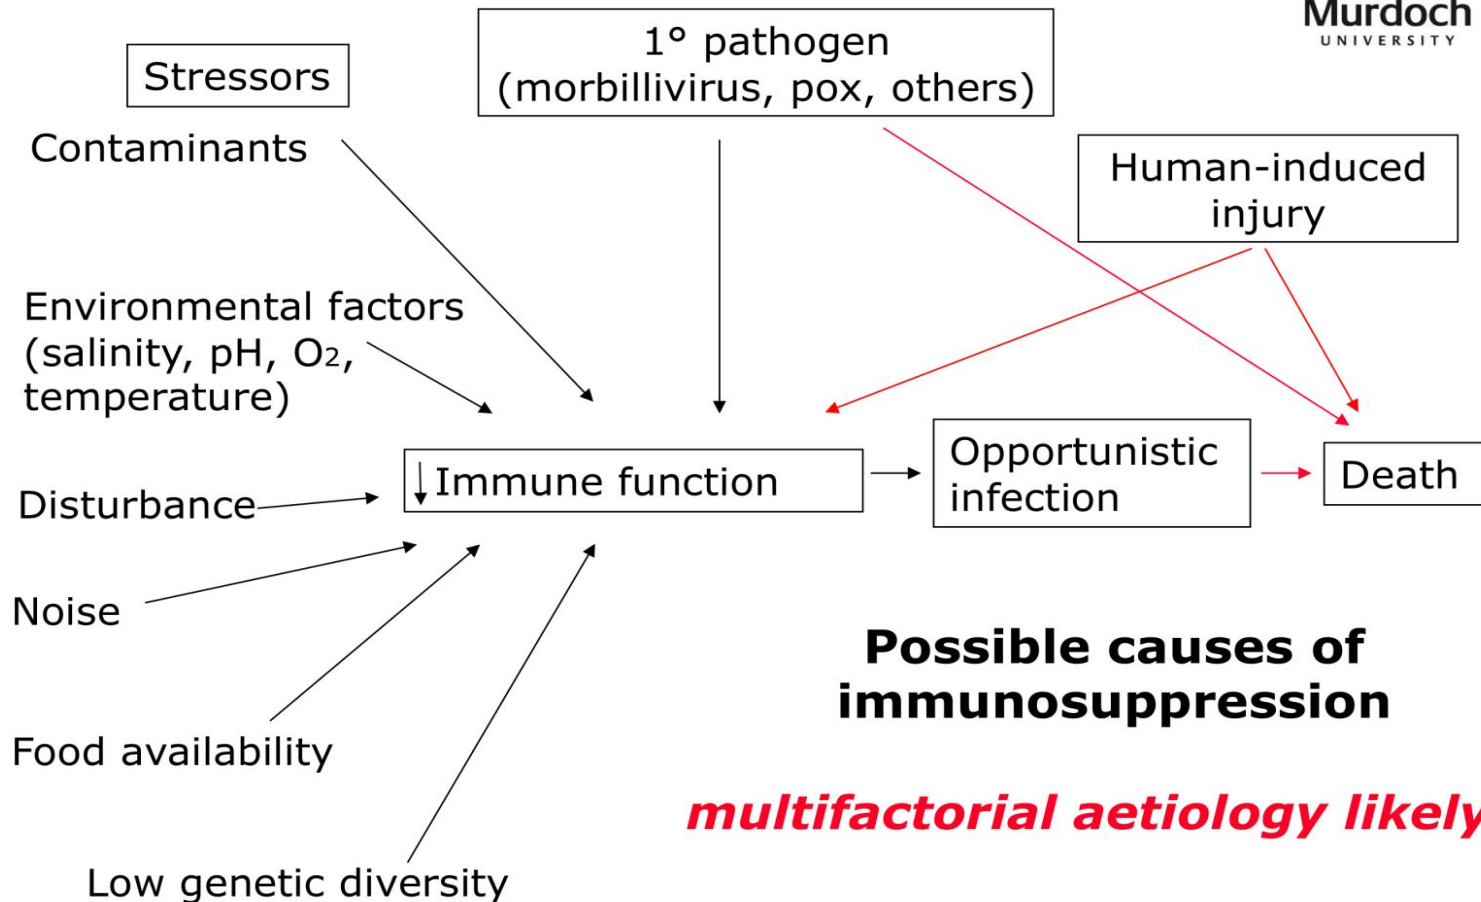 Murdoch
UNIVERSITY
Stressors
1° pathogen
(morbillivirus, pox, others)
Contaminants
Human-induced
injury
Environmental factors
(salinity, pH, O₂,
temperature)
↓ Immune function
Opportunistic
infection
Death
Disturbance
Noise
Food availability
Low genetic diversity
Possible causes of
immunosuppression
multifactorial aetiology likely